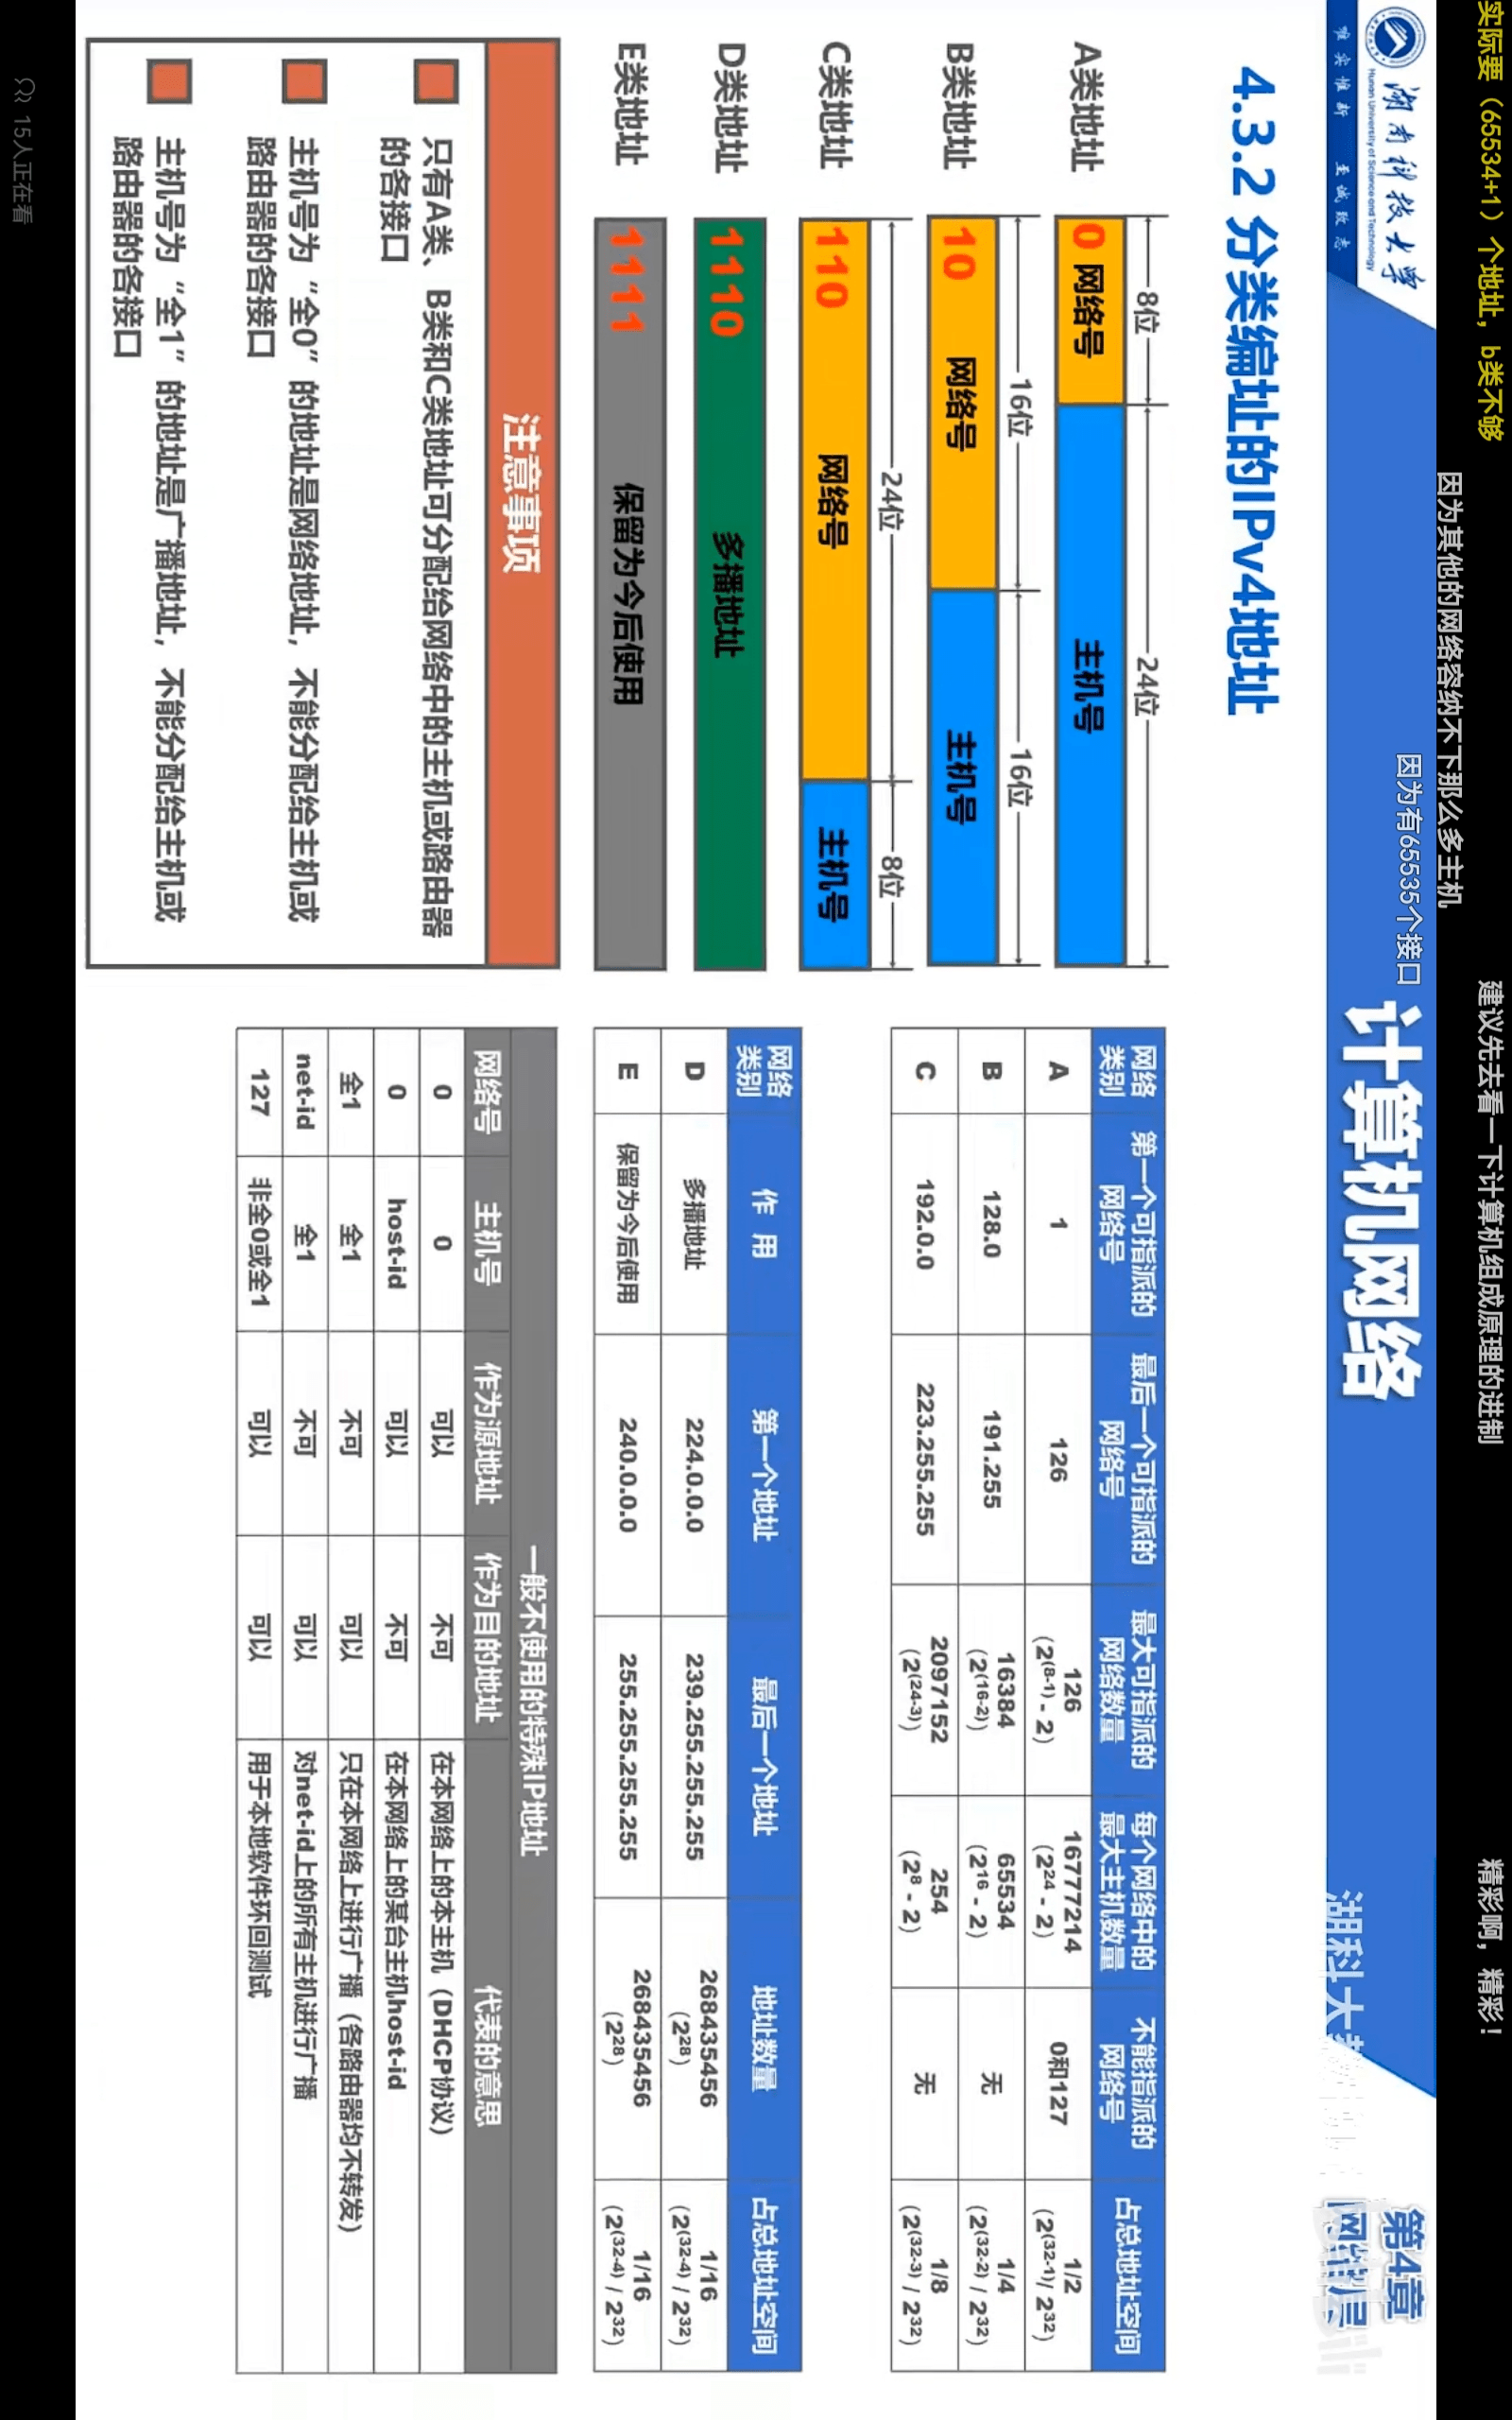 实际要（65534+1）个地址，b类不够
建议先去看一下计算机组成原理的进制
精彩啊，精彩！
因为其他的网络容纳不下那么多主机
因为有65535个接口
湖南科技大学
Hunan University of Science and Technology
唯实惟新 至诚致志
计算机网络
湖科大
第4章
网络层
4.3.2 分类编址的IPv4地址
8位
24位
A类地址
0 网络号
主机号
16位
16位
B类地址
10 网络号
主机号
24位
8位
C类地址
110 网络号
主机号
D类地址
1110 多播地址
E类地址
1111 保留为今后使用
注意事项
只有A类、B类和C类地址可分配给网络中的主机或路由器
的各接口
主机号为“全0”的地址是网络地址，不能分配给主机或
路由器的各接口
主机号为“全1”的地址是广播地址，不能分配给主机或
路由器的各接口
网络类别 第一个可指派的网络号 最后一个可指派的网络号 最大可指派的网络数量 每个网络中的最大主机数量 不能指派的网络号 占总地址空间
A 1 126 126 (2^(8-1) - 2) 16777214 (2^24 - 2) 0和127 1/2 (2^(32-1) / 2^32)
B 128.0 191.255 16384 (2^(16-2)) 65534 (2^16 - 2) 无 1/4 (2^(32-2) / 2^32)
C 192.0.0 223.255.255 2097152 (2^(24-3)) 254 (2^8 - 2) 无 1/8 (2^(32-3) / 2^32)
网络类别 作 用 第一个地址 最后一个地址 地址数量 占总地址空间
D 多播地址 224.0.0.0 239.255.255.255 268435456 (2^28) 1/16 (2^(32-4) / 2^32)
E 保留为今后使用 240.0.0.0 255.255.255.255 268435456 (2^28) 1/16 (2^(32-4) / 2^32)
一般不使用的特殊IP地址
网络号 主机号 作为源地址 作为目的地址 代表的意思
0 0 可以 不可 在本网络上的本主机（DHCP协议）
0 host-id 可以 不可 在本网络上的某台主机host-id
全1 全1 不可 可以 只在本网络上进行广播（各路由器均不转发）
net-id 全1 不可 可以 对net-id上的所有主机进行广播
127 非全0或全1 可以 可以 用于本地软件环回测试
15人正在看